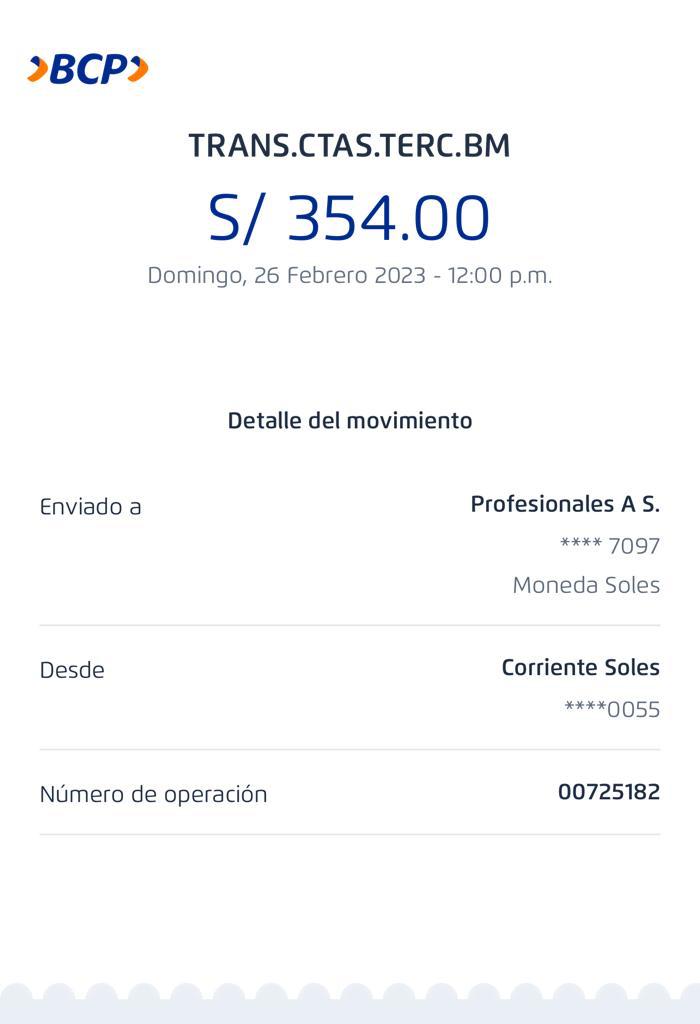 BCP
TRANS.CTAS.TERC.BM
S/ 354.00
Domingo, 26 Febrero 2023 - 12:00 p.m.
Detalle del movimiento
Enviado a
Profesionales A S.
**** 7097
Moneda Soles
Desde
Corriente Soles
****0055
Número de operación
00725182